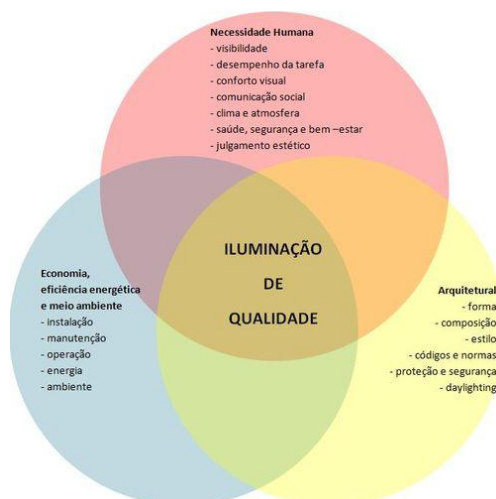 Necessidade Humana
- visibilidade
- desempenho da tarefa
- conforto visual
- comunicação social
- clima e atmosfera
- saúde, segurança e bem –estar
- julgamento estético
ILUMINAÇÃO
DE
QUALIDADE
Economia,
eficiência energética
e meio ambiente
- instalação
- manutenção
- operação
- energia
- ambiente
Arquitetural
- forma
- composição
- estilo
- códigos e normas
- proteção e segurança
- daylighting